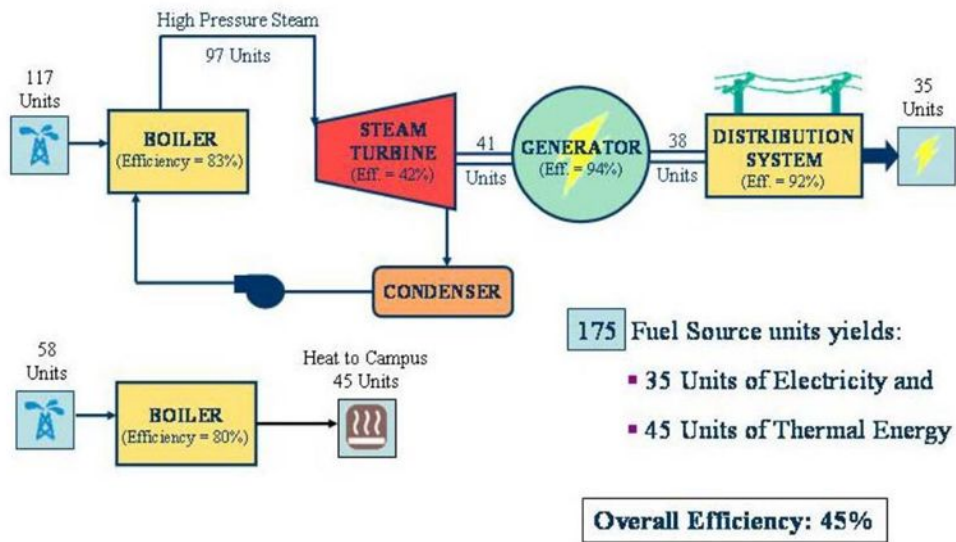 High Pressure Steam
97 Units
117
Units
BOILER
(Efficiency = 83%)
STEAM
TURBINE
(Eff. = 42%)
41
Units
GENERATOR
(Eff. = 94%)
38
Units
DISTRIBUTION
SYSTEM
(Eff. = 92%)
35
Units
CONDENSER
58
Units
BOILER
(Efficiency = 80%)
Heat to Campus
45 Units
175 Fuel Source units yields:
▪ 35 Units of Electricity and
▪ 45 Units of Thermal Energy
Overall Efficiency: 45%